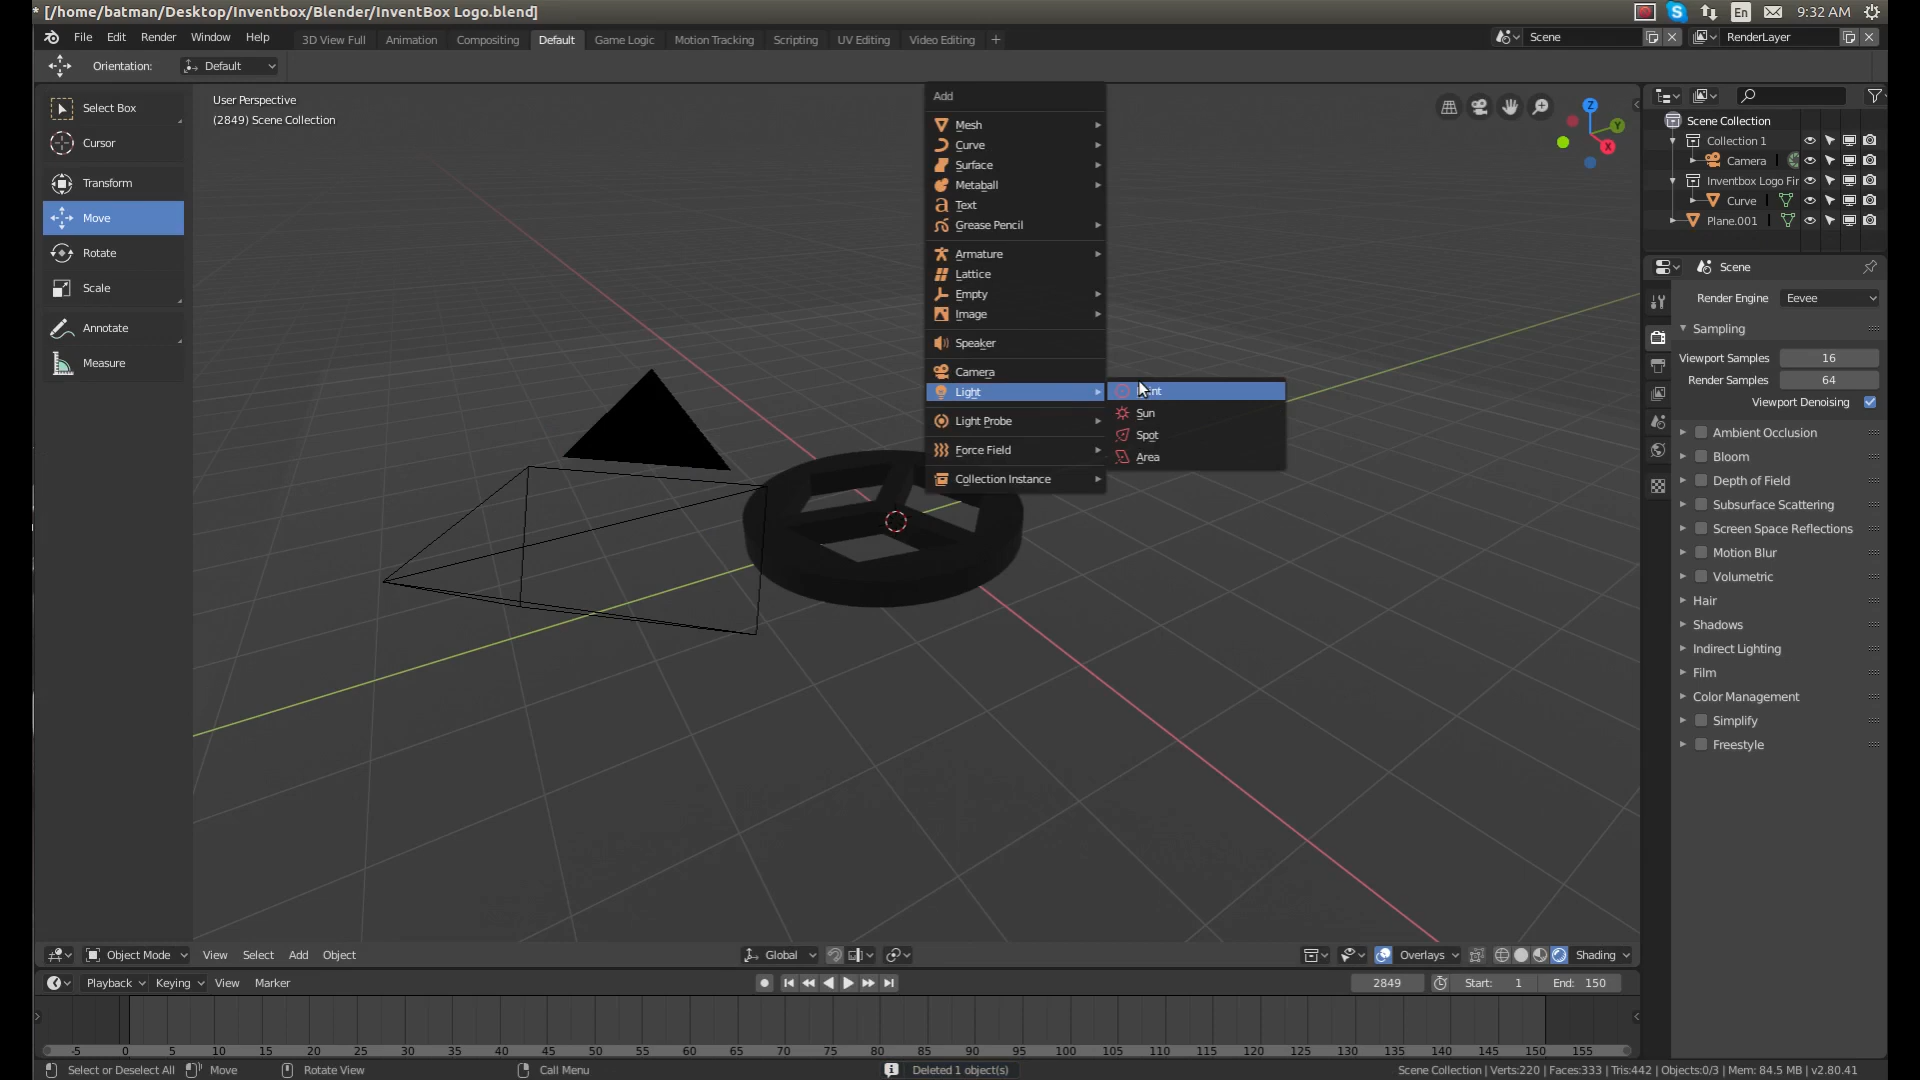 * [/home/batman/Desktop/Inventbox/Blender/InventBox Logo.blend]
En
9:32 AM
File Edit Render Window Help
3D View Full Animation Compositing Default Game Logic Motion Tracking Scripting UV Editing Video Editing +
Scene
RenderLayer
Orientation: Default
Select Box
Cursor
Transform
Move
Rotate
Scale
Annotate
Measure
User Perspective
(2849) Scene Collection
Add
Mesh
Curve
Surface
Metaball
Text
Grease Pencil
Armature
Lattice
Empty
Image
Speaker
Camera
Light
Light Probe
Force Field
Collection Instance
Sun
Spot
Area
Z
Y
X
Scene Collection
Collection 1
Camera
Inventbox Logo Fir
Curve
Plane.001
Scene
Render Engine Eevee
Sampling
Viewport Samples 16
Render Samples 64
Viewport Denoising
Ambient Occlusion
Bloom
Depth of Field
Subsurface Scattering
Screen Space Reflections
Motion Blur
Volumetric
Hair
Shadows
Indirect Lighting
Film
Color Management
Simplify
Freestyle
Object Mode View Select Add Object
Global
Overlays
Shading
Playback Keying View Marker
2849
Start: 1
End: 150
-5 0 5 10 15 20 25 30 35 40 45 50 55 60 65 70 75 80 85 90 95 100 105 110 115 120 125 130 135 140 145 150 155
Select or Deselect All Move Rotate View Call Menu
Deleted 1 object(s)
Scene Collection | Verts:220 | Faces:333 | Tris:442 | Objects:0/3 | Mem: 84.5 MB | v2.80.41